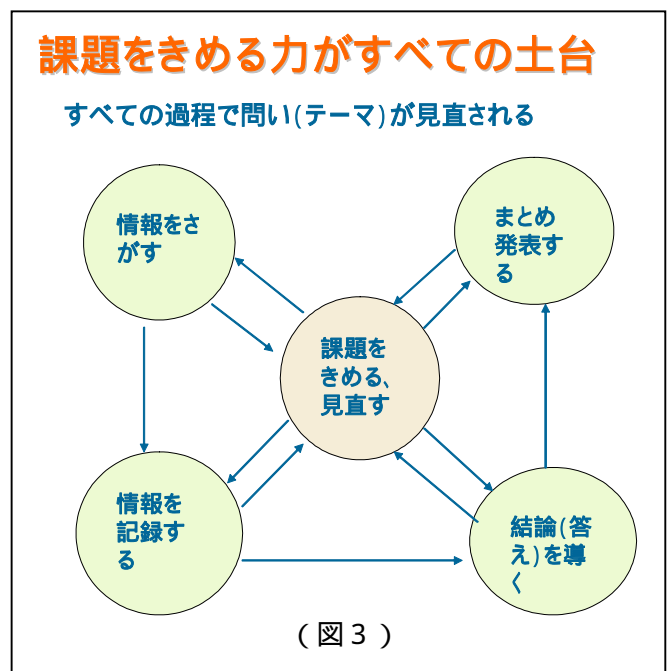 課題をきめる力がすべての土台
すべての過程で問い(テーマ)が見直される
情報をさ
がす
まとめ
発表す
る
課題を
きめる、
見直す
情報を
記録す
る
結論(答
え)を導
く
(図3)